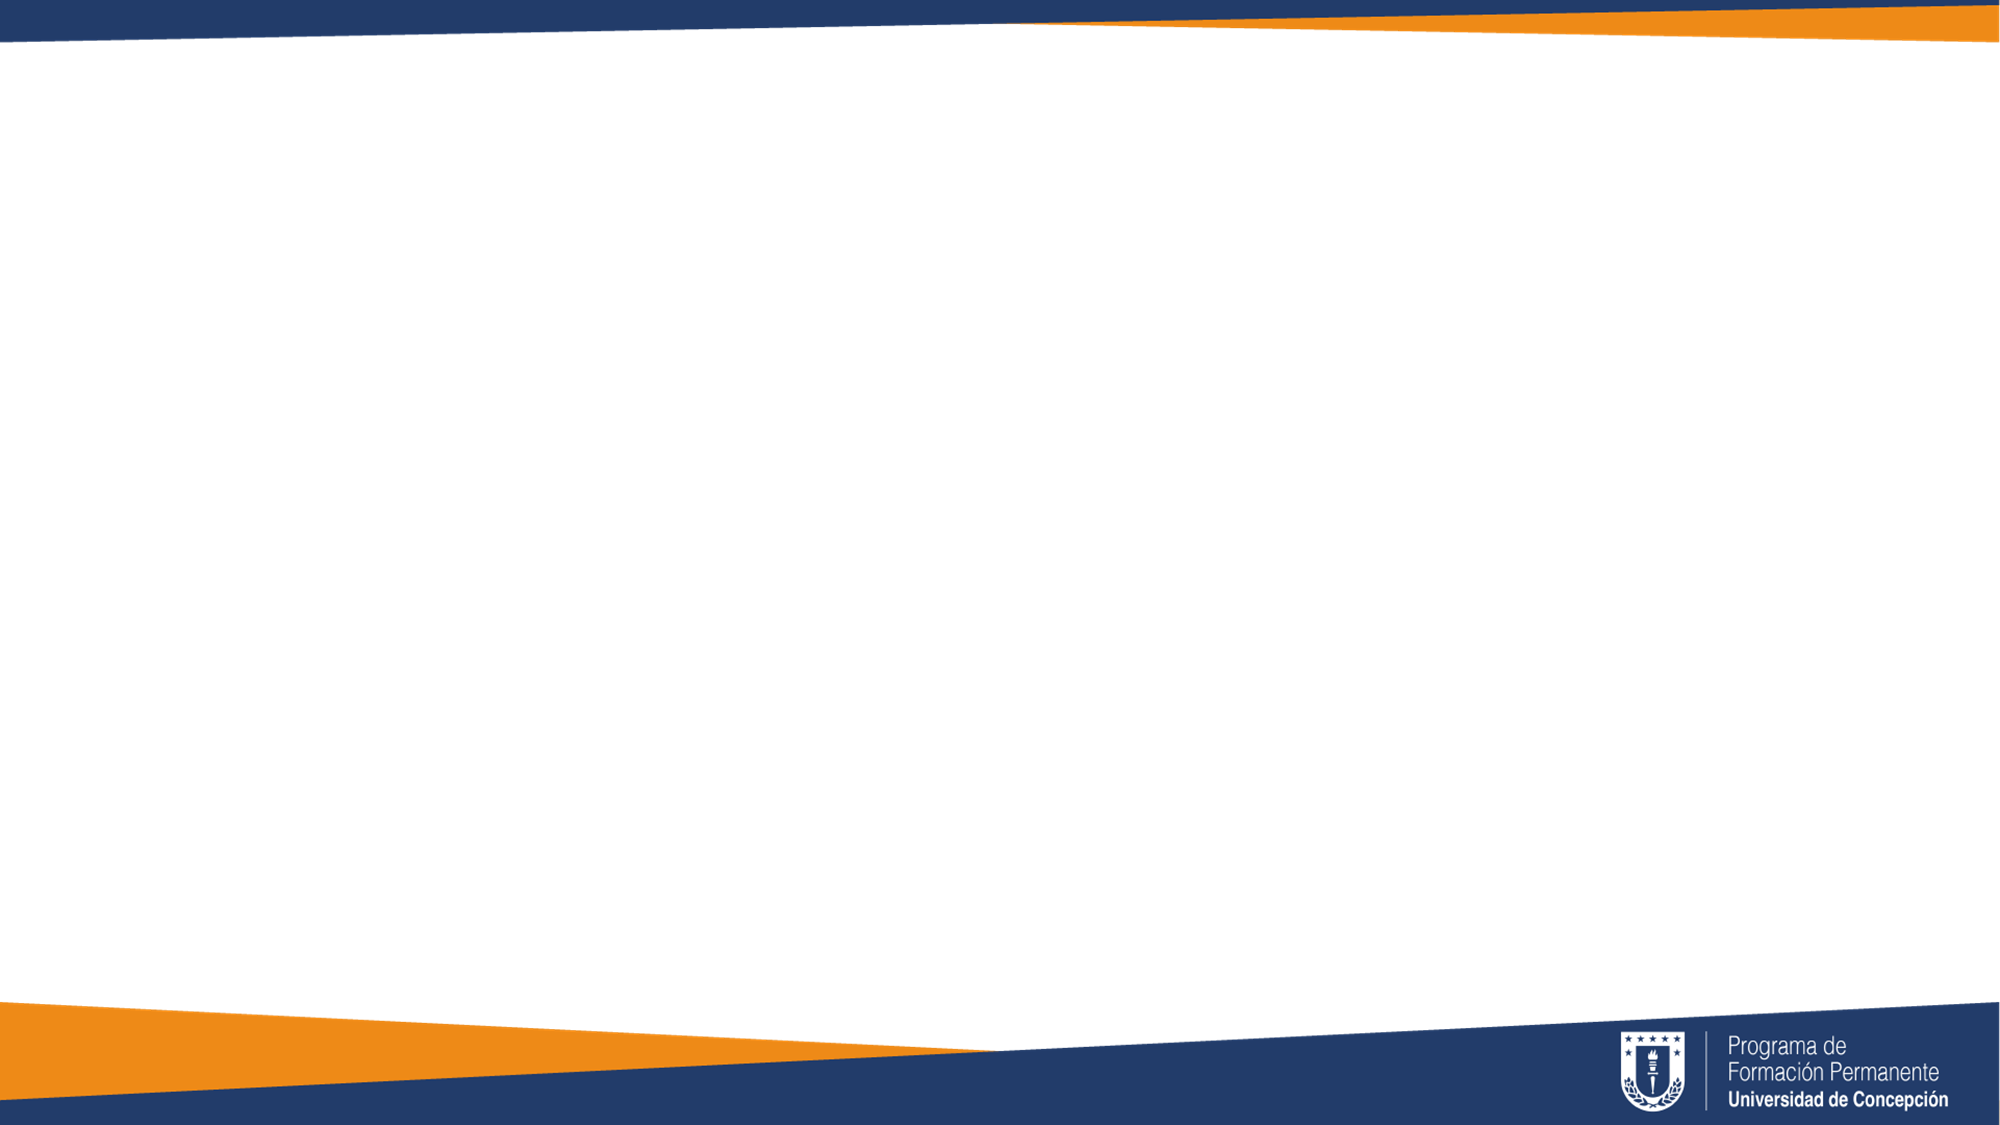 Programa de
Formación Permanente
Universidad de Concepción